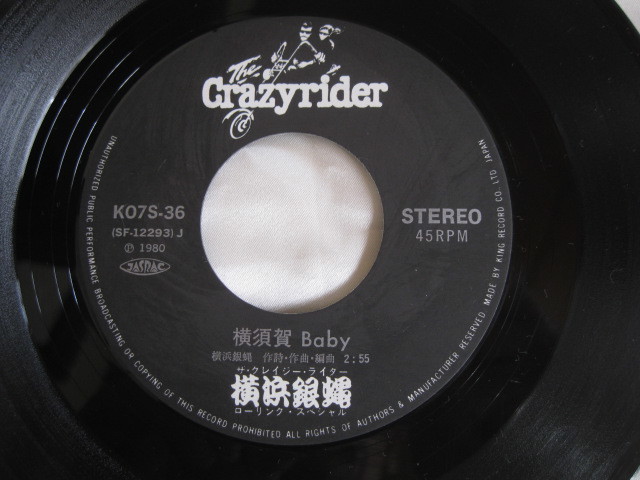 The
Crazyrider
K07S-36
(SF-12293) J
Ⓟ 1980
JASRAC
STEREO
45RPM
横須賀 Baby
横浜銀蝿 作詩・作曲・編曲 2:55
ザ・クレイジー・ライダー
横浜銀蝿
ローリング・スペシャル
UNAUTHORIZED PUBLIC PERFORMANCE BROADCASTING OR COPYING OF THIS RECORD PROHIBITED ALL RIGHTS OF AUTHORS & MANUFACTURER RESERVED. MADE BY KING RECORD CO. LTD. JAPAN